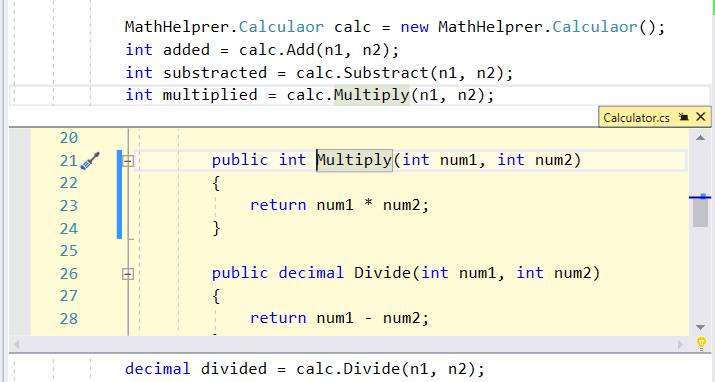 MathHelprer.Calculaor calc = new MathHelprer.Calculaor();
int added = calc.Add(n1, n2);
int substracted = calc.Substract(n1, n2);
int multiplied = calc.Multiply(n1, n2);
Calculator.cs
20
21 public int Multiply(int num1, int num2)
22 {
23 return num1 * num2;
24 }
25
26 public decimal Divide(int num1, int num2)
27 {
28 return num1 - num2;
decimal divided = calc.Divide(n1, n2);